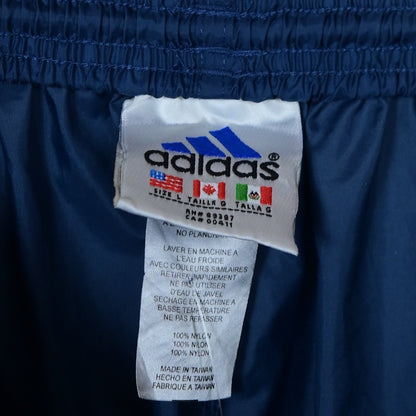 adidas
SIZE L TAILLE G TALLA G
RN# 69387
CA# 00411
NO PLANCHAR
LAVER EN MACHINE A
L'EAU FROIDE
AVEC COULEURS SIMILAIRES
RETIRER RAPIDEMENT
NE PAS UTILISER
D'EAU DE JAVEL
SECHAGE EN MACHINE A
BASSE TEMPERATURE
NE PAS REPASSER
100% NYLON
100% NILON
100% NYLON
MADE IN TAIWAN
HECHO EN TAIWAN
FABRIQUE A TAIWAN